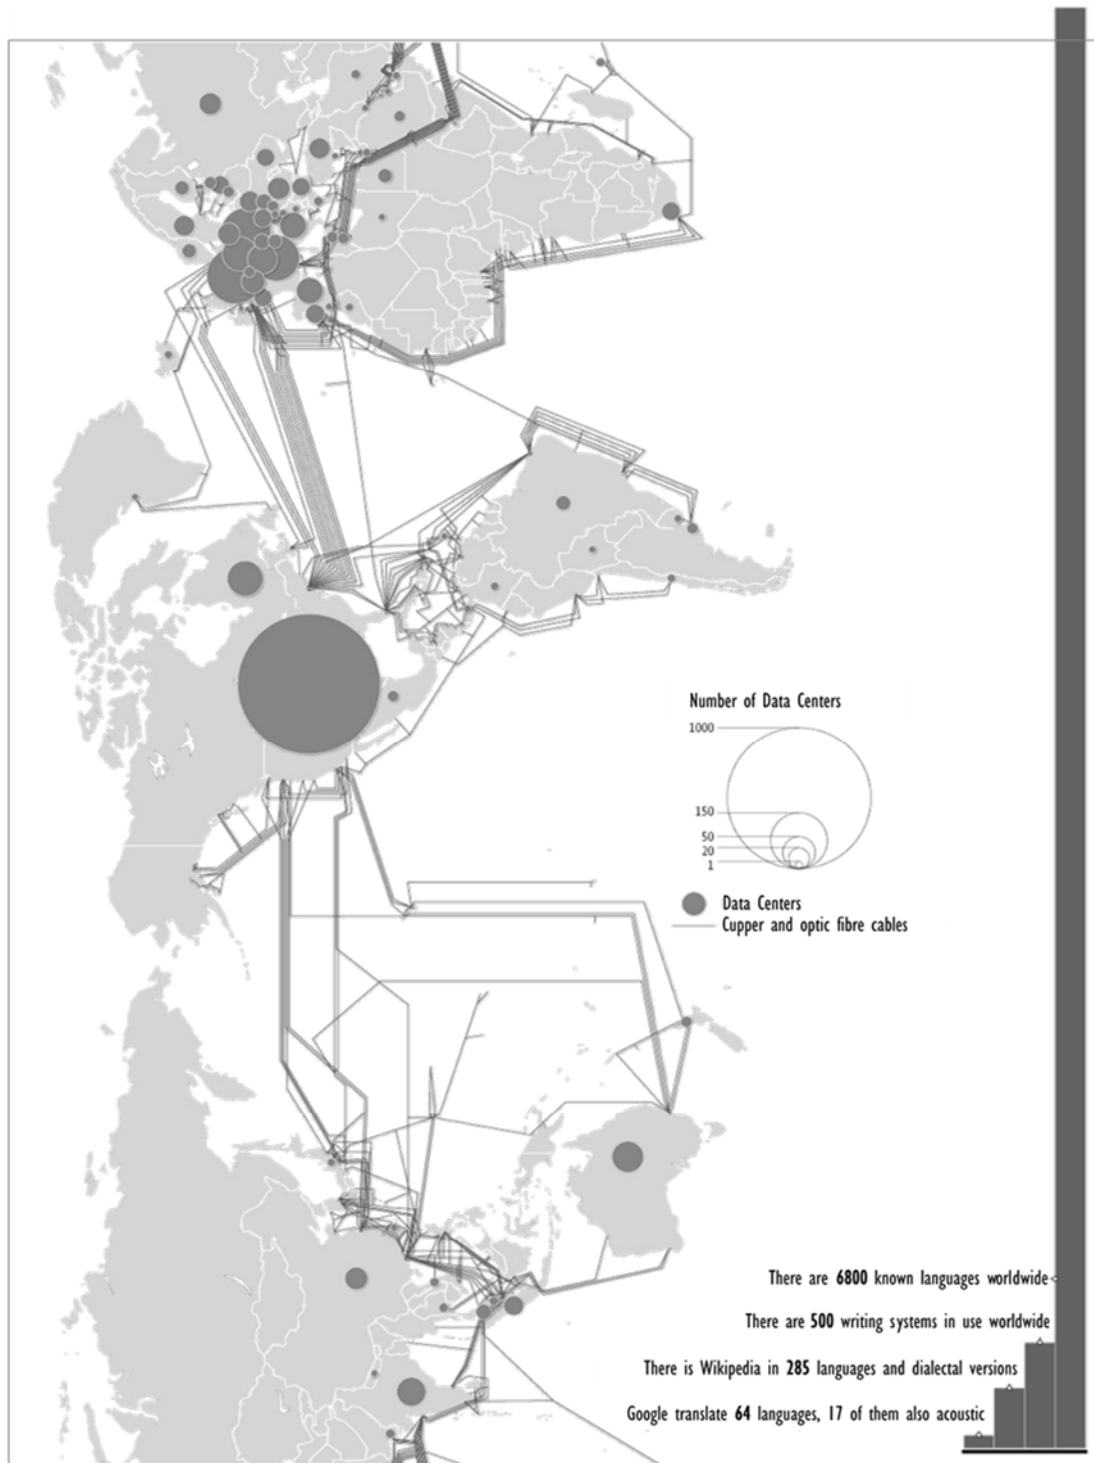 Number of Data Centers
1000
150
50
20
1
Data Centers
Cupper and optic fibre cables
There are 6800 known languages worldwide
There are 500 writing systems in use worldwide
There is Wikipedia in 285 languages and dialectal versions
Google translate 64 languages, 17 of them also acoustic